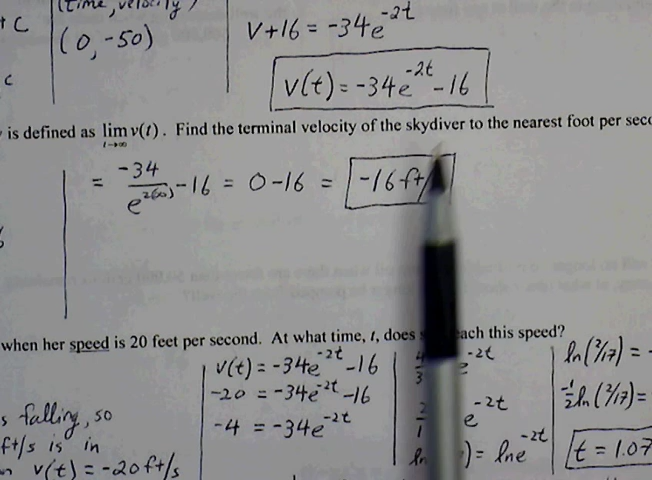 (time, velocity)
+ C
(0, -50)
c
V+16 = -34e^-2t
V(t) = -34e^-2t -16
is defined as lim v(t). Find the terminal velocity of the skydiver to the nearest foot per seco
t→∞
= -34/e^2(∞) -16 = 0-16 = -16 ft/
when her speed is 20 feet per second. At what time, t, does each this speed?
V(t) = -34e^-2t -16
-20 = -34e^-2t -16
-4 = -34e^-2t
s falling, so
ft/s is in
V(t) = -20 ft/s
e^-2t
e^-2t
) = ln e^-2t
ln(2/17) = -
-1/2 ln(2/17) =
t = 1.07